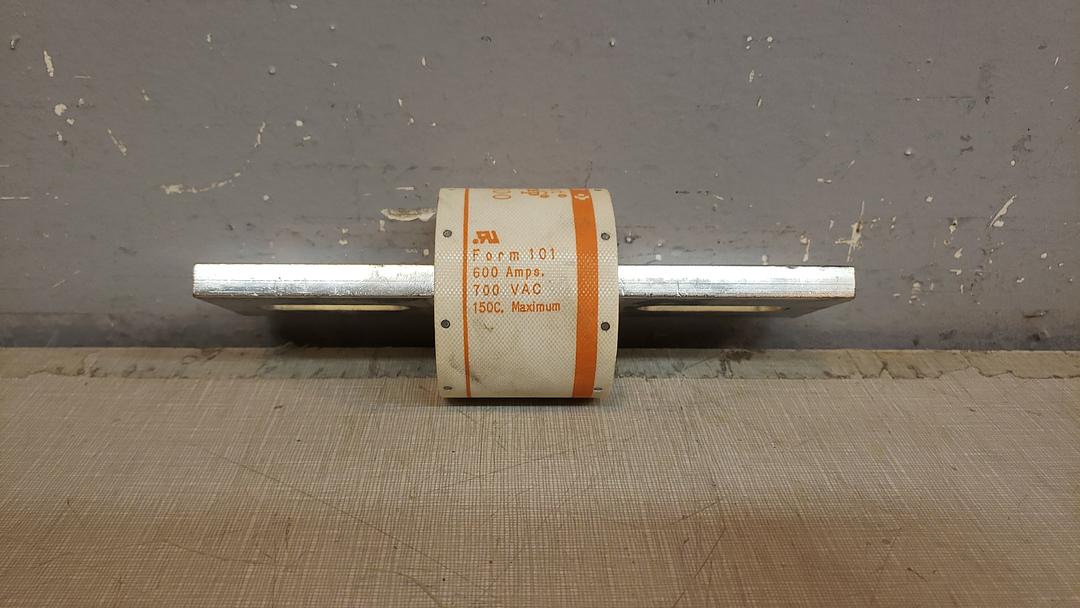 Form 101
600 Amps.
700 VAC
150C. Maximum